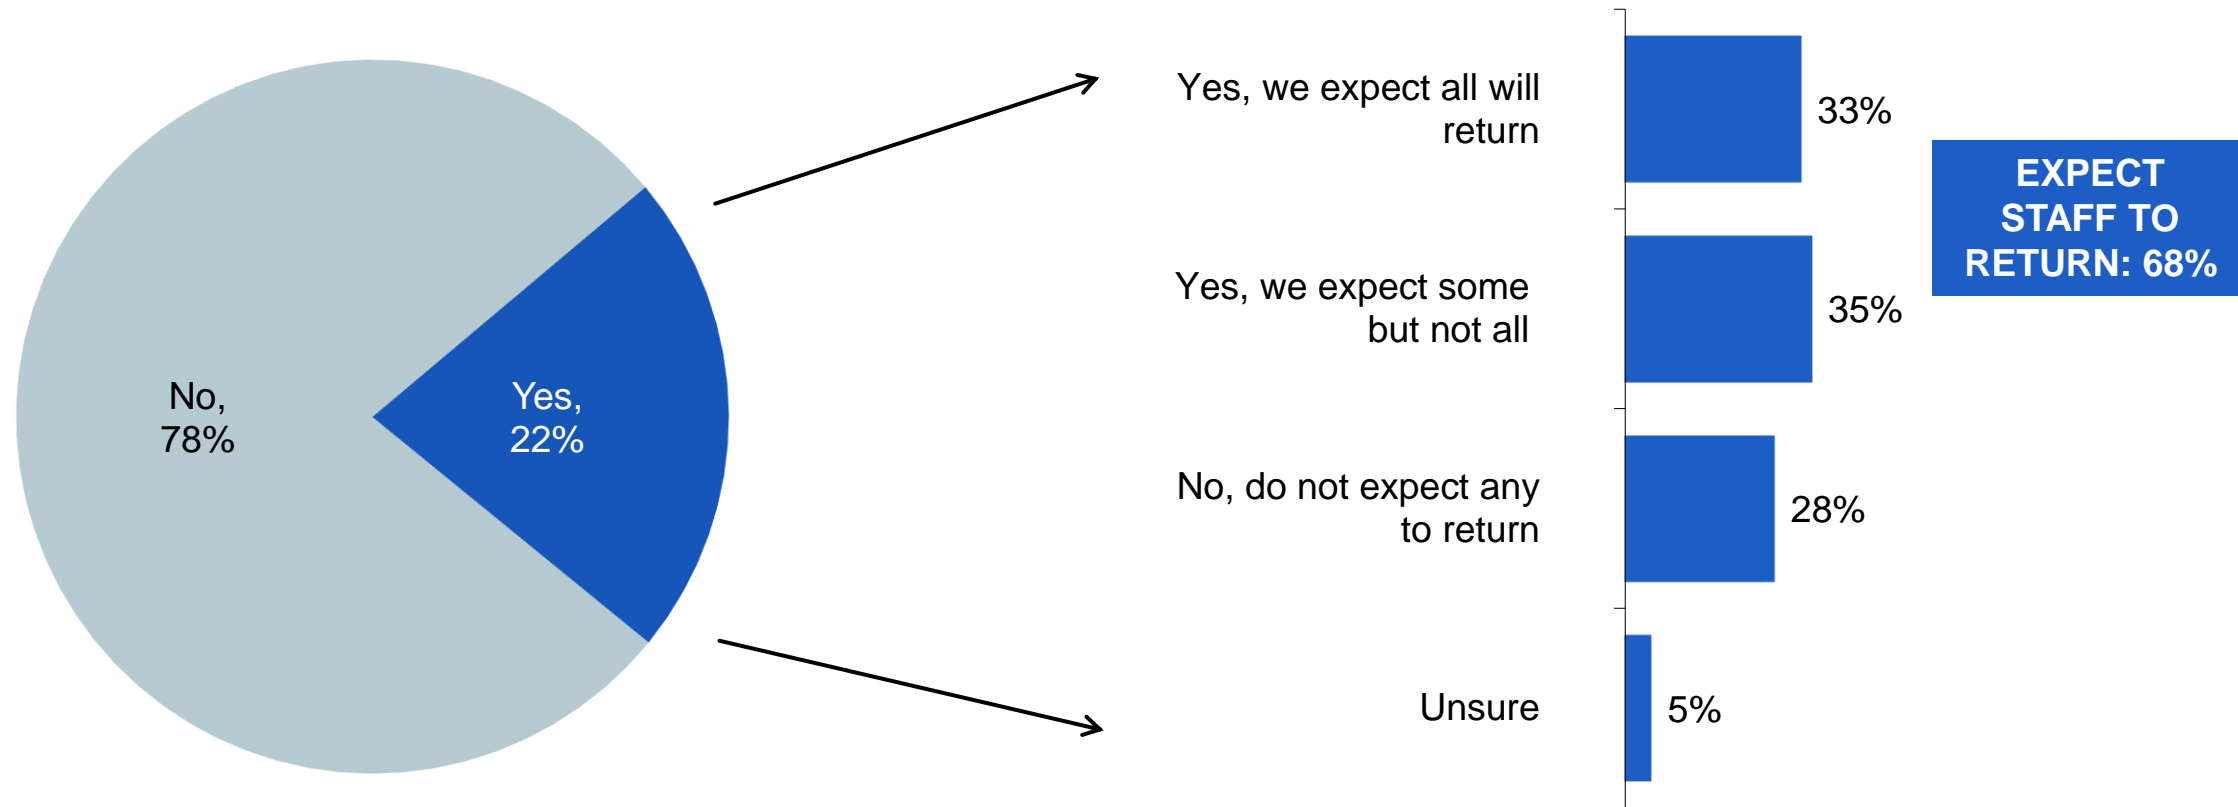 No,
78%
Yes,
22%
Yes, we expect all will
return
33%
Yes, we expect some
but not all
35%
No, do not expect any
to return
28%
Unsure
5%
EXPECT
STAFF TO
RETURN: 68%